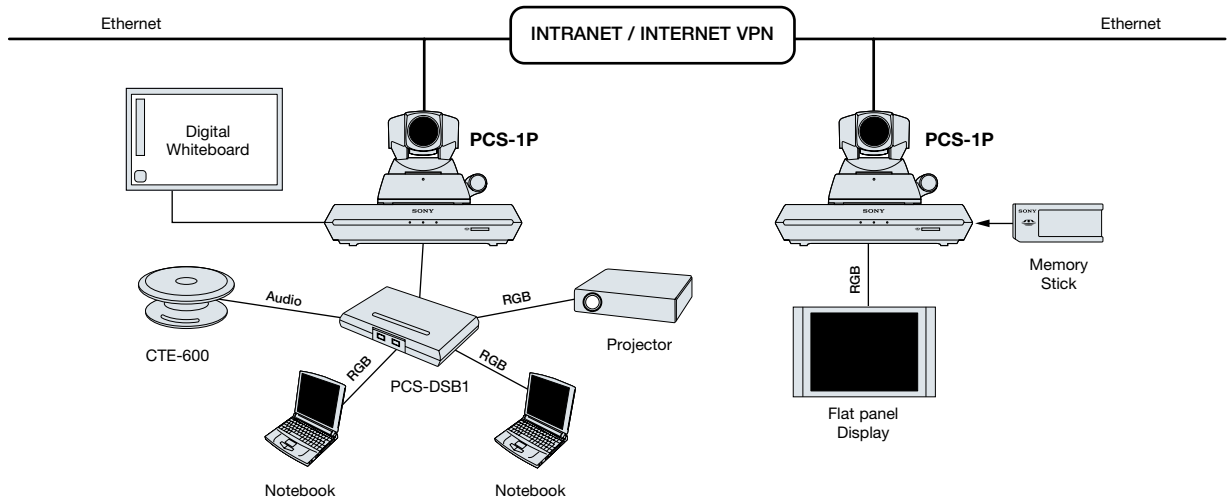 Ethernet
INTRANET / INTERNET VPN
Ethernet
Digital
Whiteboard
PCS-1P
PCS-1P
SONY
SONY
SONY
Memory
Stick
Audio
RGB
RGB
CTE-600
Projector
RGB
RGB
PCS-DSB1
Flat panel
Display
Notebook
Notebook